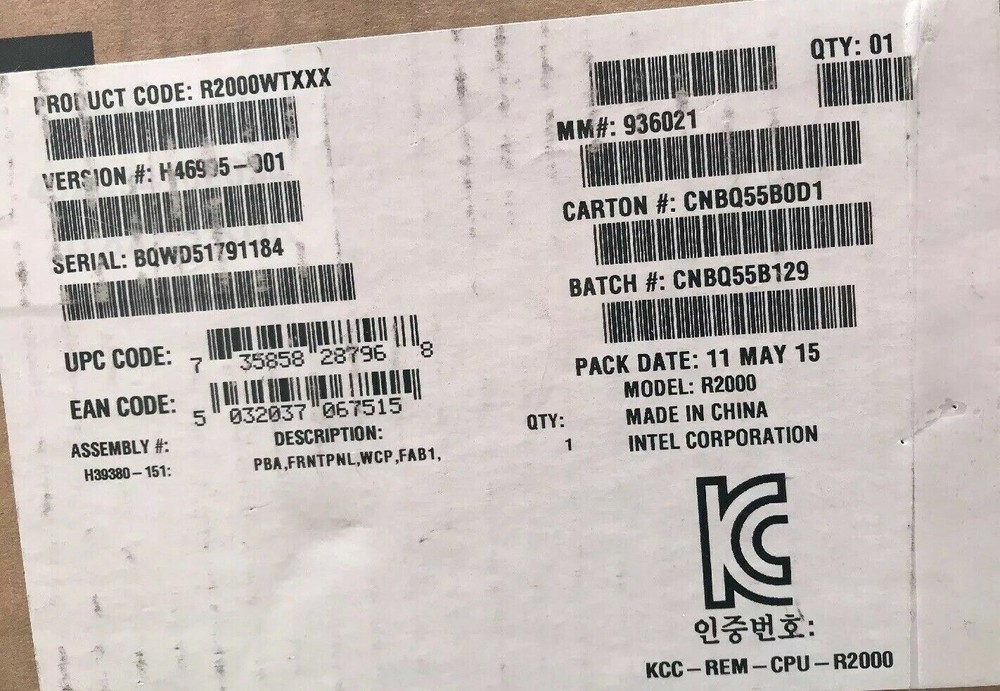 PRODUCT CODE: R2000WTXXX
VERSION #:
SERIAL: BQWD51791184
UPC CODE: 7 35858 28796 8
EAN CODE: 5 032037 067515
ASSEMBLY #: DESCRIPTION:
H39380-151: PBA,FRNTPNL,WCP,FAB1,
QTY: 01
MM#: 936021
CARTON #: CNBQ55B0D1
BATCH #: CNBQ55B129
PACK DATE: 11 MAY 15
MODEL: R2000
QTY: MADE IN CHINA
1 INTEL CORPORATION
KC
인증번호:
KCC-REM-CPU-R2000